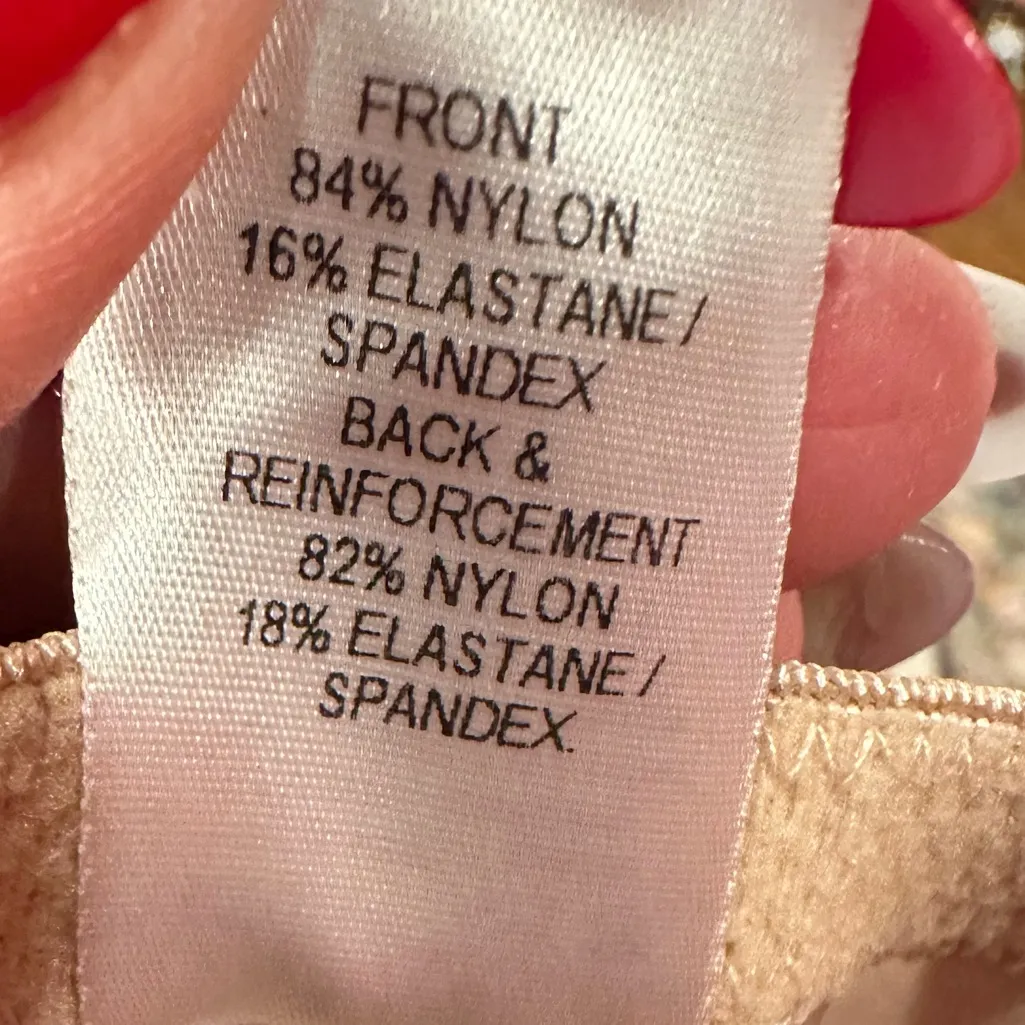 FRONT
84% NYLON
16% ELASTANE/
SPANDEX
BACK &
REINFORCEMENT
82% NYLON
18% ELASTANE/
SPANDEX.